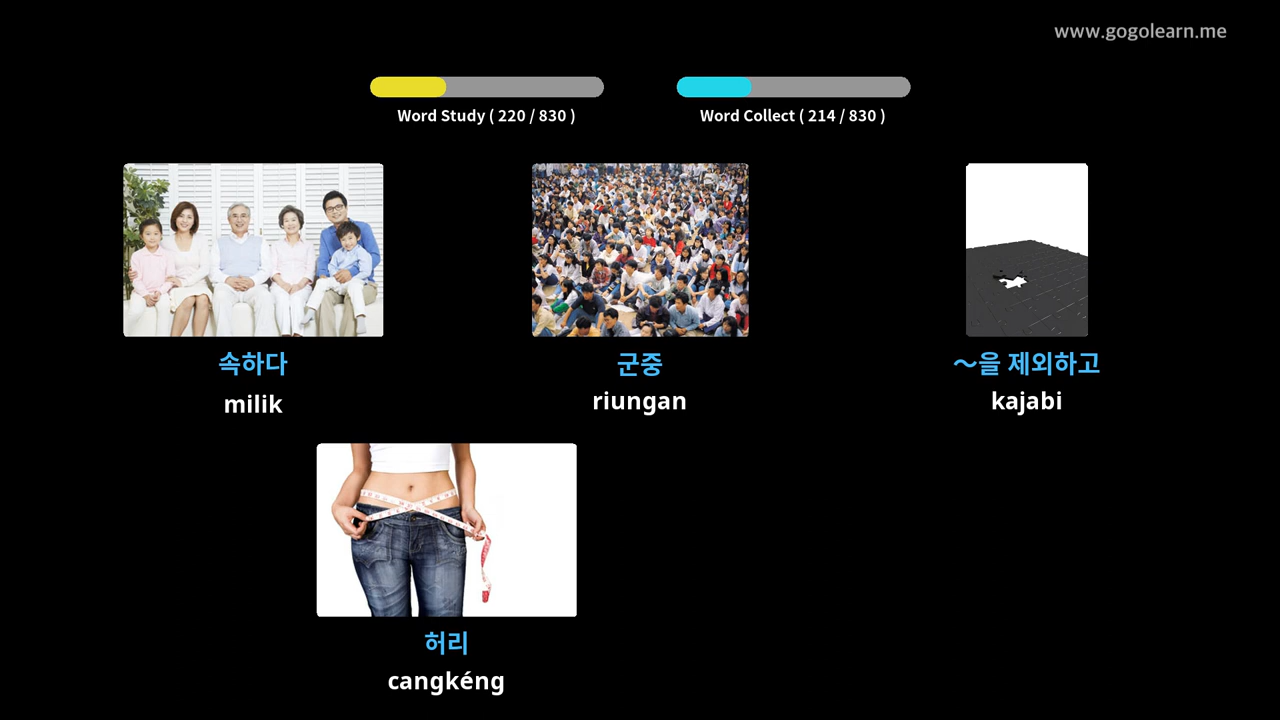 www.gogolearn.me
Word Study ( 220 / 830 )
Word Collect ( 214 / 830 )
속하다
milik
군중
riungan
～을 제외하고
kajabi
허리
cangkéng